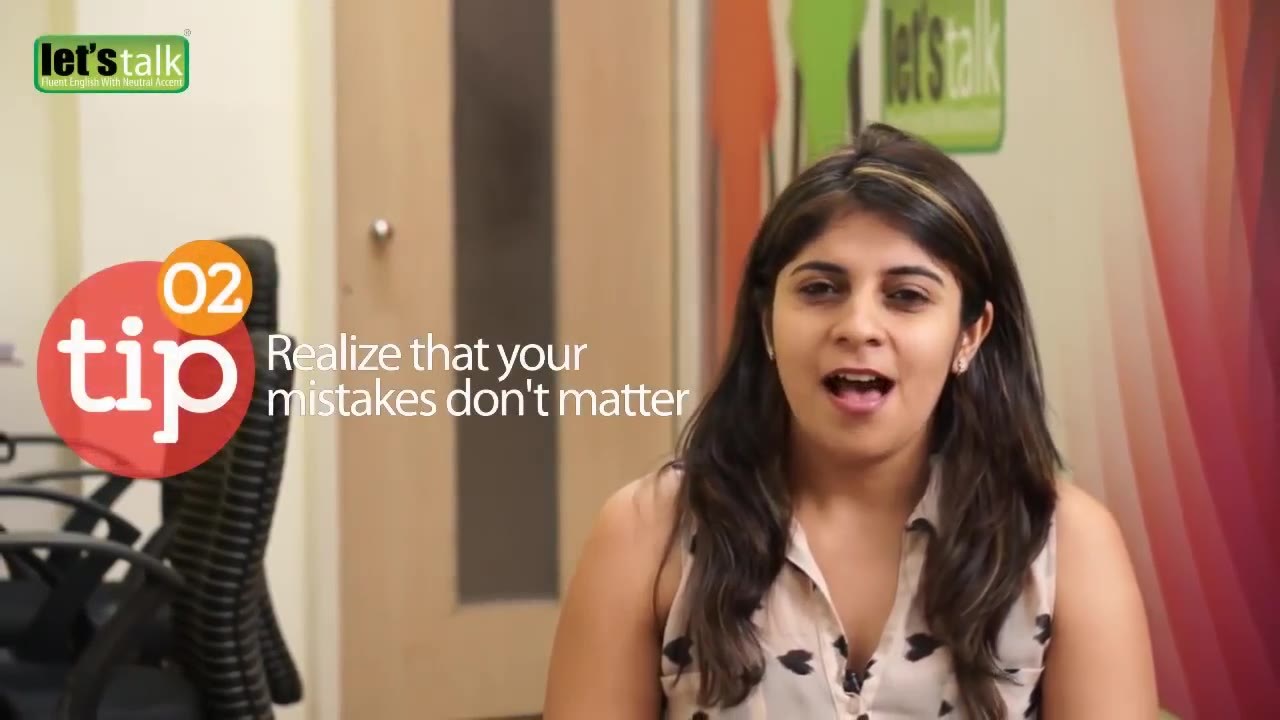 let's talk®
Fluent English With Neutral Accent
let's talk
02
tip
Realize that your
mistakes don't matter